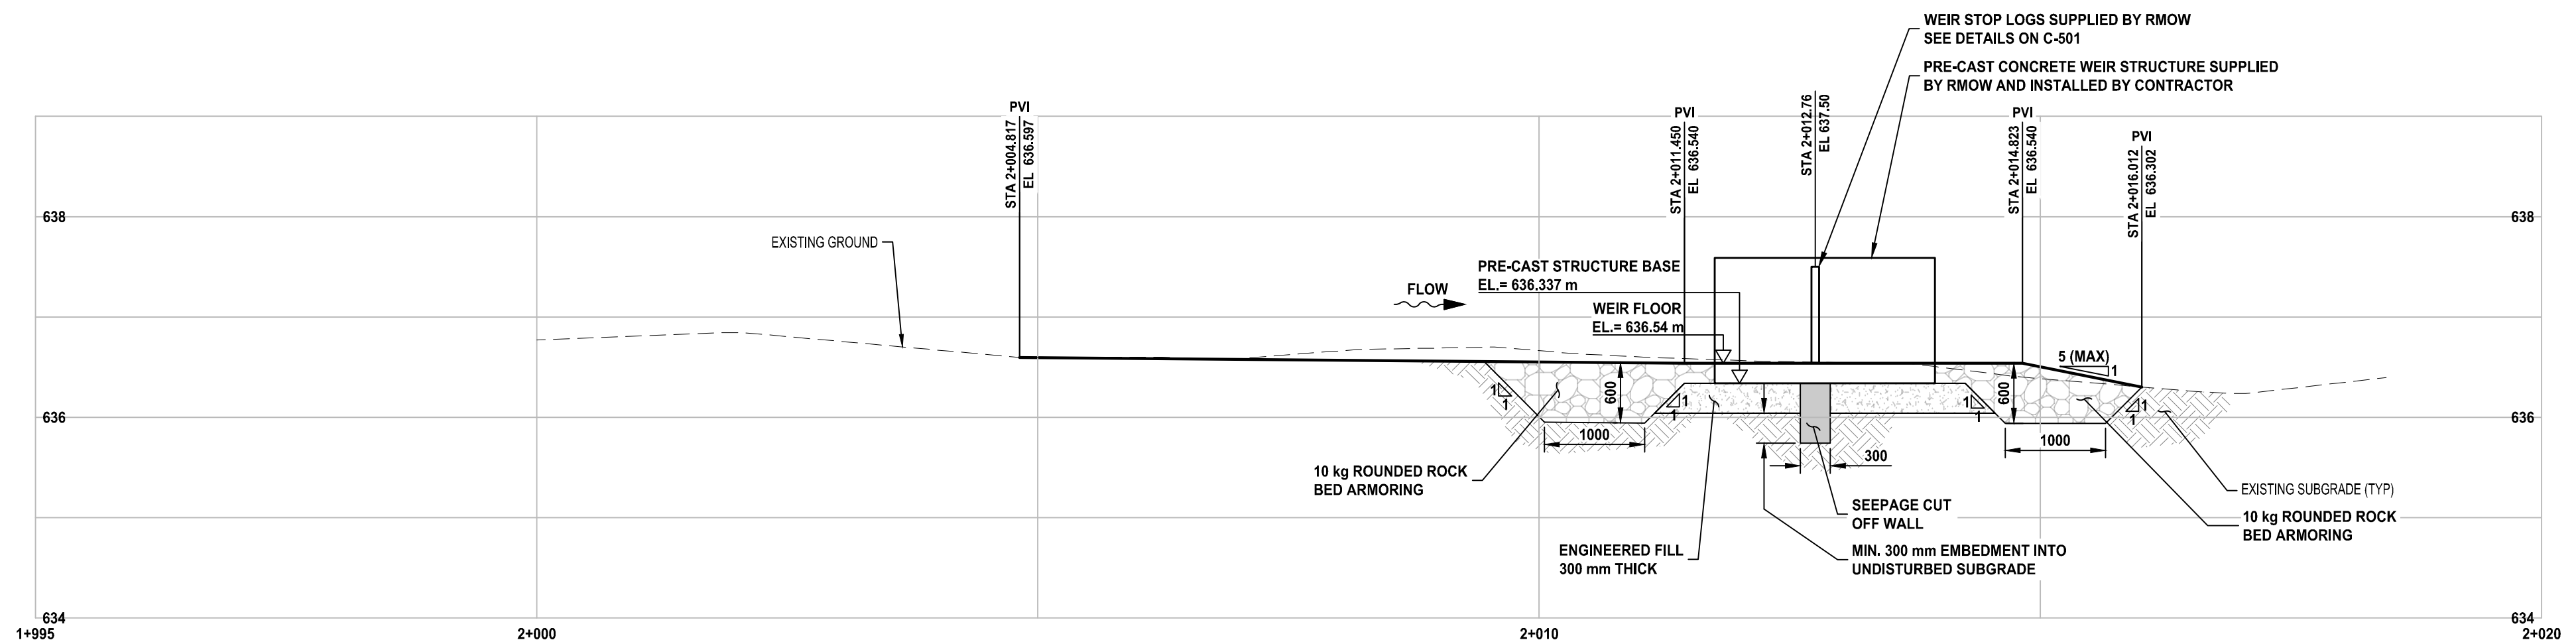 WEIR STOP LOGS SUPPLIED BY RMOW
SEE DETAILS ON C-501
PRE-CAST CONCRETE WEIR STRUCTURE SUPPLIED
BY RMOW AND INSTALLED BY CONTRACTOR
PVI
STA 2+004.817
EL 636.597
PVI
STA 2+011.450
EL 636.540
STA 2+012.76
EL 637.50
PVI
STA 2+014.823
EL 636.540
PVI
STA 2+016.012
EL 636.302
638
638
EXISTING GROUND
PRE-CAST STRUCTURE BASE
EL.= 636.337 m
FLOW
WEIR FLOOR
EL.= 636.54 m
5 (MAX)
1
1
1
600
1
1
1
1
600
1
1
636
636
1000
1000
300
10 kg ROUNDED ROCK
BED ARMORING
EXISTING SUBGRADE (TYP)
SEEPAGE CUT
OFF WALL
10 kg ROUNDED ROCK
BED ARMORING
ENGINEERED FILL
300 mm THICK
MIN. 300 mm EMBEDMENT INTO
UNDISTURBED SUBGRADE
634
634
1+995
2+000
2+010
2+020